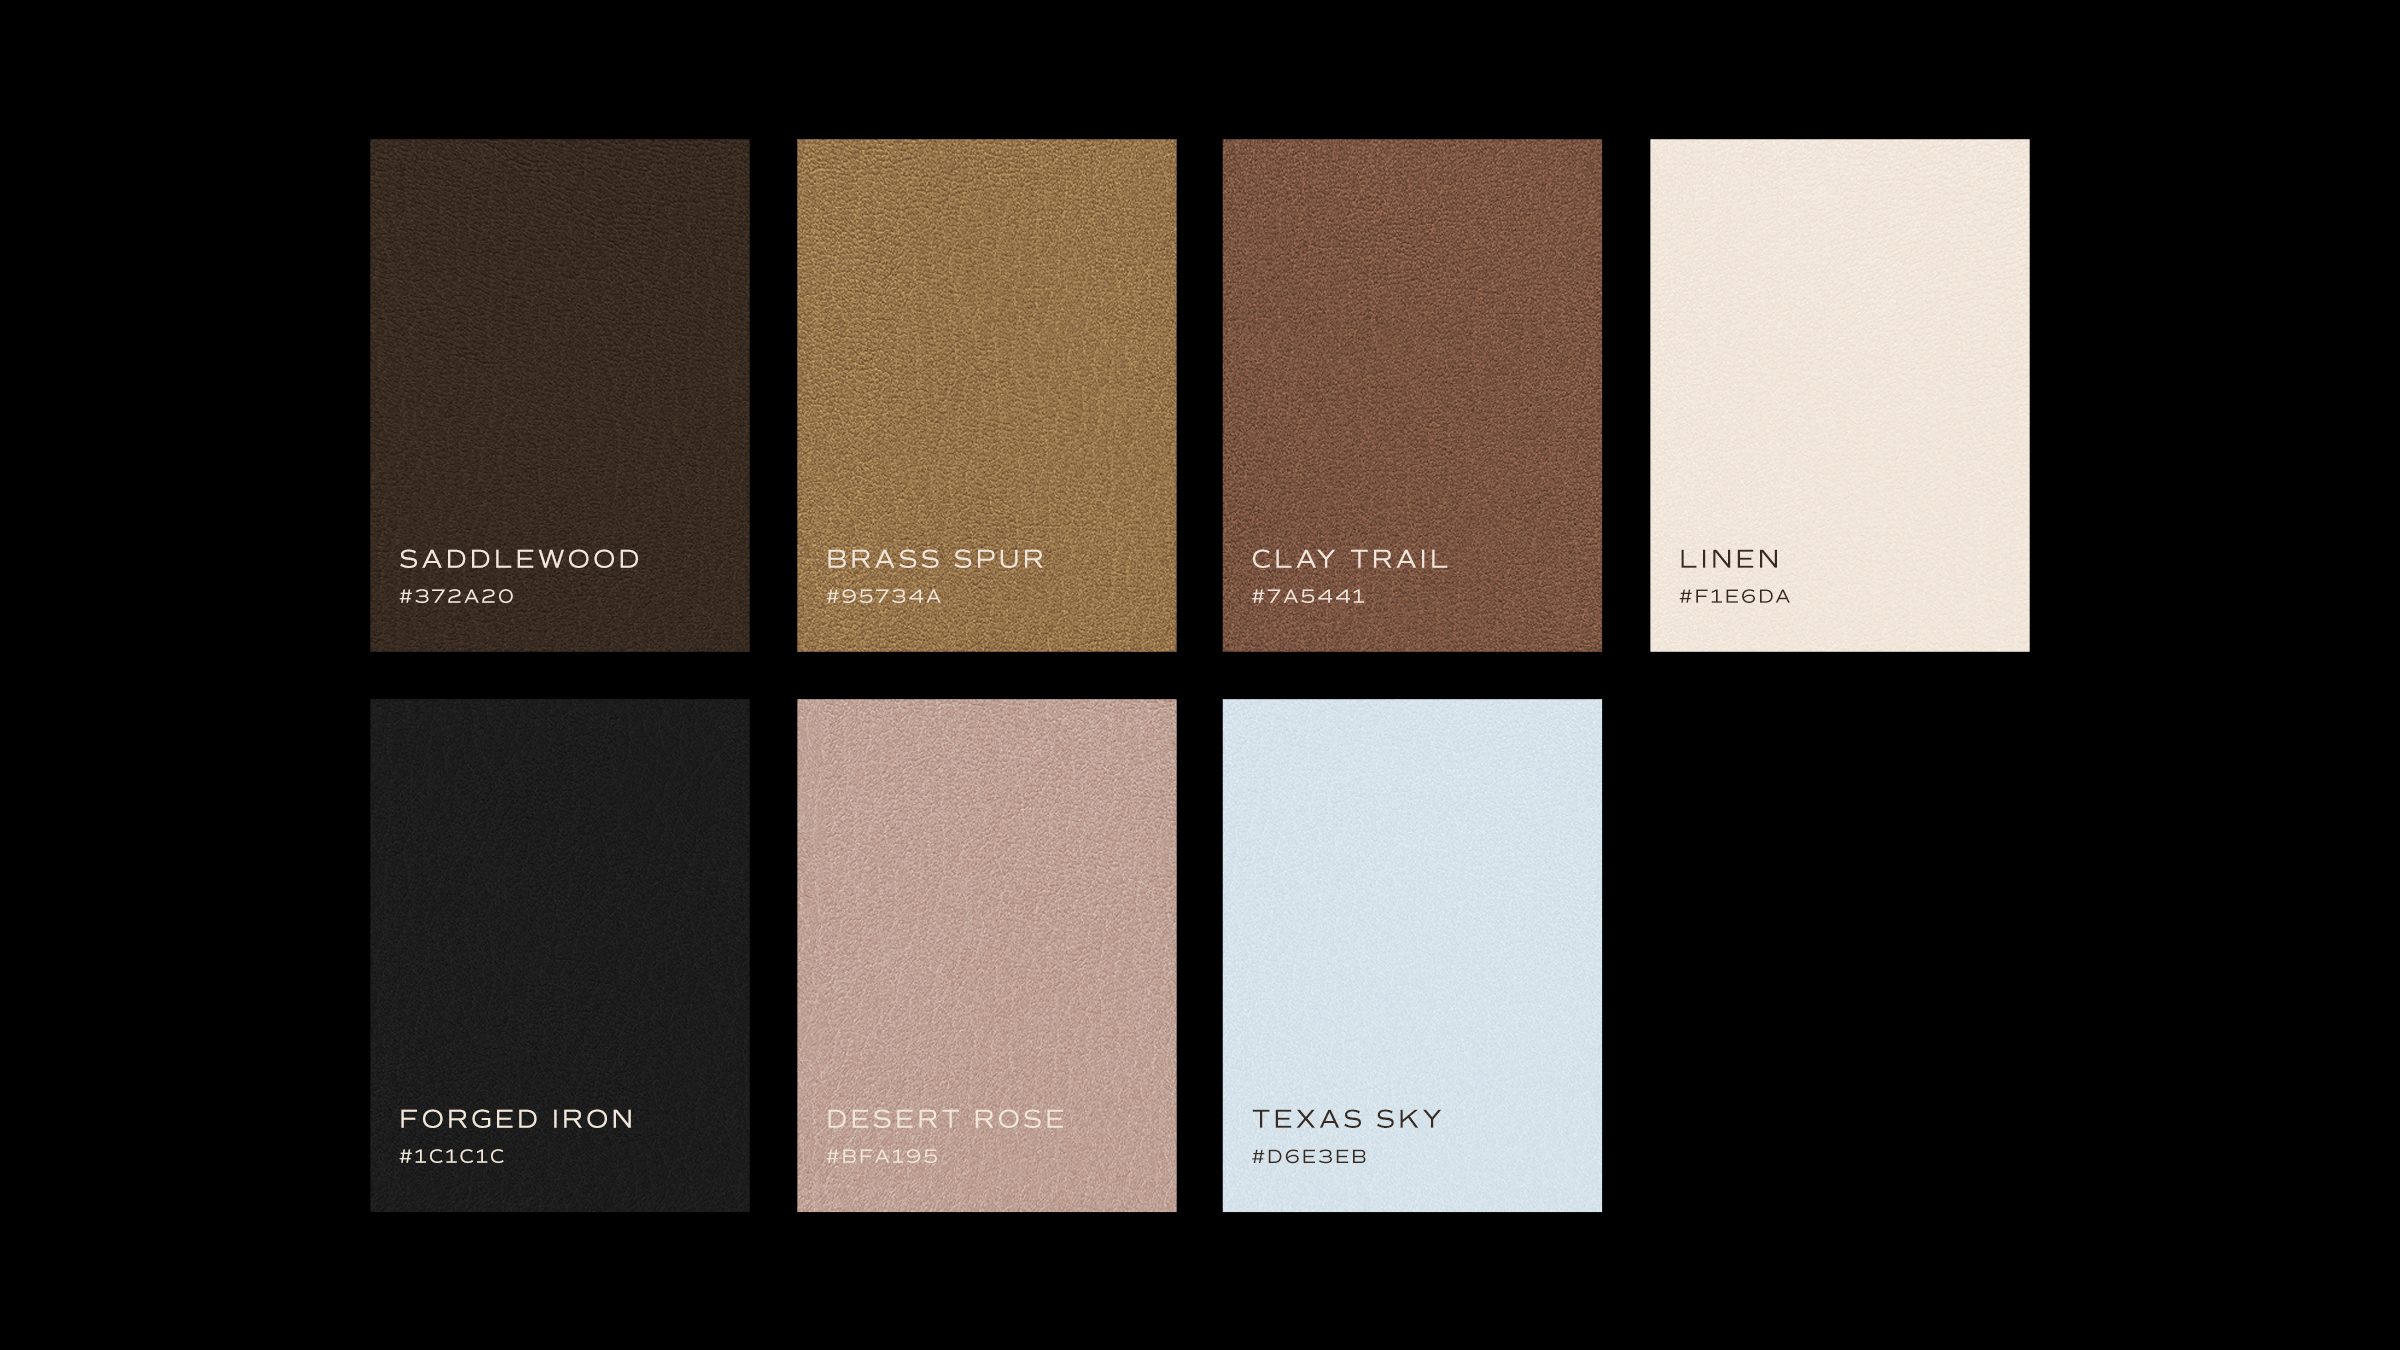 SADDLEWOOD
#372A20
BRASS SPUR
#95734A
CLAY TRAIL
#7A5441
LINEN
#F1E6DA
FORGED IRON
#1C1C1C
DESERT ROSE
#BFA195
TEXAS SKY
#D6E3EB